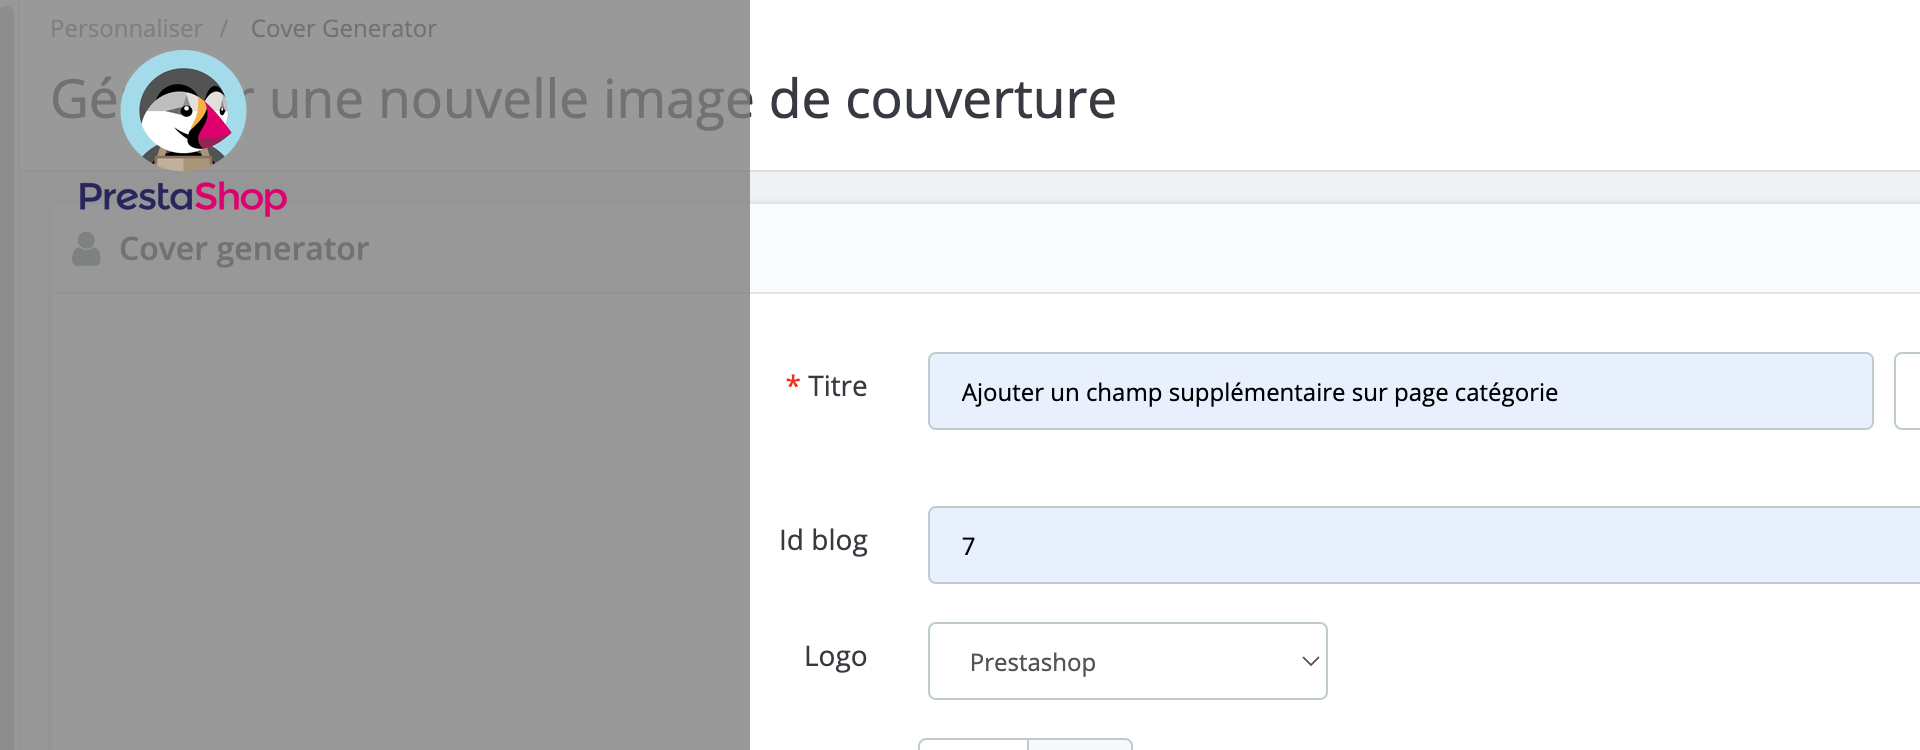 Personnaliser / Cover Generator
Gé r une nouvelle image de couverture
PrestaShop
Cover generator
* Titre
Ajouter un champ supplémentaire sur page catégorie
Id blog
7
Logo
Prestashop